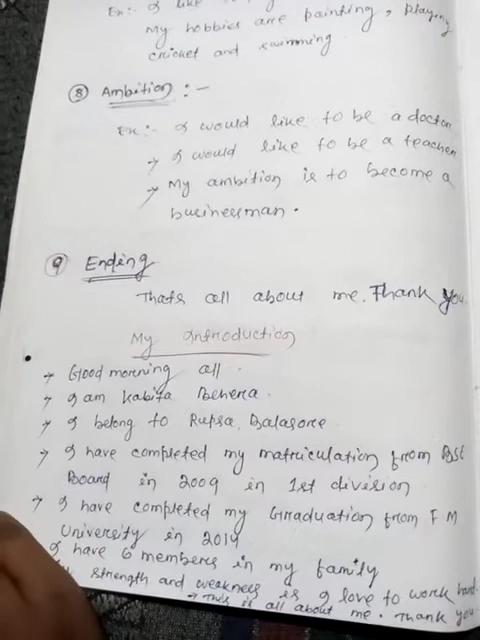 Ex:- I like
My hobbies are painting, playing
cricket and swimming.
⑧ Ambition :-
Ex:- I would like to be a doctor
→ I would like to be a teacher
→ My ambition is to become a
businessman.
⑨ Ending
Thats all about me. Thank you.
My Introduction
→ Good morning all.
→ I am Kabita Behera.
→ I belong to Rupsa, Balasore
→ I have completed my matriculation from BSE
Board in 2009 in 1st division
→ I have completed my Graduation from F M
University in 2014
I have 6 members in my family
strength and weakness is I love to work hard.
→ This is all about me. Thank you